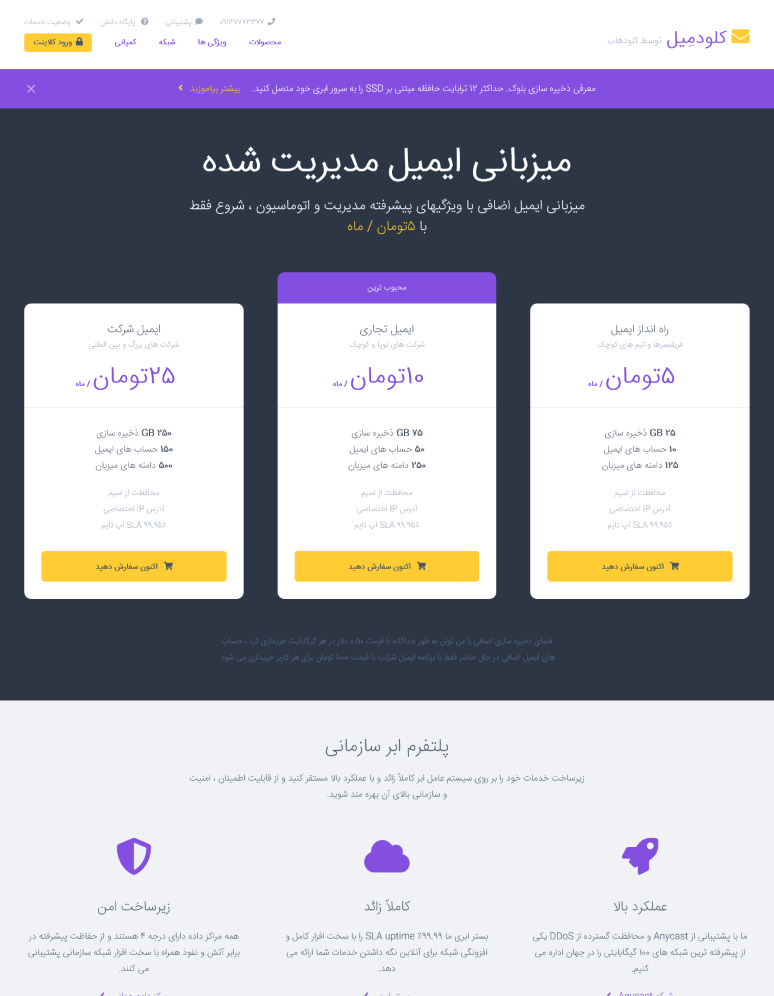 ۰۹۱۳۷۷۷۳۳۷۷ پشتیبانی پایگاه دانش وضعیت خدمات
کلودمِیل توسط کلودهاب
محصولات ویژگی ها شبکه کمپانی ورود کلاینت
معرفی ذخیره سازی بلوک. حداکثر ۱۲ ترابایت حافظه مبتنی بر SSD را به سرور ابری خود متصل کنید. بیشتر بیاموزید
میزبانی ایمیل مدیریت شده
میزبانی ایمیل اضافی با ویژگیهای پیشرفته مدیریت و اتوماسیون ، شروع فقط
با ۵تومان / ماه
راه انداز ایمیل
فریلنسرها و تیم های کوچک
۵تومان / ماه
۲۵ GB ذخیره سازی
۱۰ حساب های ایمیل
۱۲۵ دامنه های میزبان
محافظت از اسپم
آدرس IP اختصاصی
۹۹.۹۵٪ SLA آپ تایم
اکنون سفارش دهید
محبوب ترین
ایمیل تجاری
شرکت های نوپا و کوچک
۱۰تومان / ماه
۷۵ GB ذخیره سازی
۵۰ حساب های ایمیل
۲۵۰ دامنه های میزبان
محافظت از اسپم
آدرس IP اختصاصی
۹۹.۹۵٪ SLA آپ تایم
اکنون سفارش دهید
ایمیل شرکت
شرکت های بزرگ و بین المللی
۲۵تومان / ماه
۲۵۰ GB ذخیره سازی
۱۵۰ حساب های ایمیل
۵۰۰ دامنه های میزبان
محافظت از اسپم
آدرس IP اختصاصی
۹۹.۹۵٪ SLA آپ تایم
اکنون سفارش دهید
فضای ذخیره سازی اضافی را می توان به طور جداگانه با قیمت ۰.۵۰ دلار در هر گیگابایت خریداری کرد ، حساب
های ایمیل اضافی در حال حاضر فقط با برنامه ایمیل شرکت با قیمت ۱۰۰۰ تومان برای هر کاربر خریداری می شود.
پلتفرم ابر سازمانی
زیرساخت خدمات خود را بر روی سیستم عامل ابر کاملاً زائد و با عملکرد بالا مستقر کنید و از قابلیت اطمینان ، امنیت
و سازمانی بالای آن بهره مند شوید.
عملکرد بالا
ما با پشتیبانی از Anycast و محافظت گسترده از DDoS یکی
از پیشرفته ترین شبکه های ۱۰۰ گیگابایتی را در جهان اداره می
کنیم.
کاملاً زائد
بستر ابری ما ۹۹.۹۹٪ SLA uptime را با سخت افزار کامل و
افزونگی شبکه برای آنلاین نگه داشتن خدمات شما ارائه می
دهد.
زیرساخت امن
همه مراکز داده دارای درجه ۴ هستند و از حفاظت پیشرفته در
برابر آتش و نفوذ همراه با سخت افزار شبکه سازمانی پشتیبانی
می کنند.